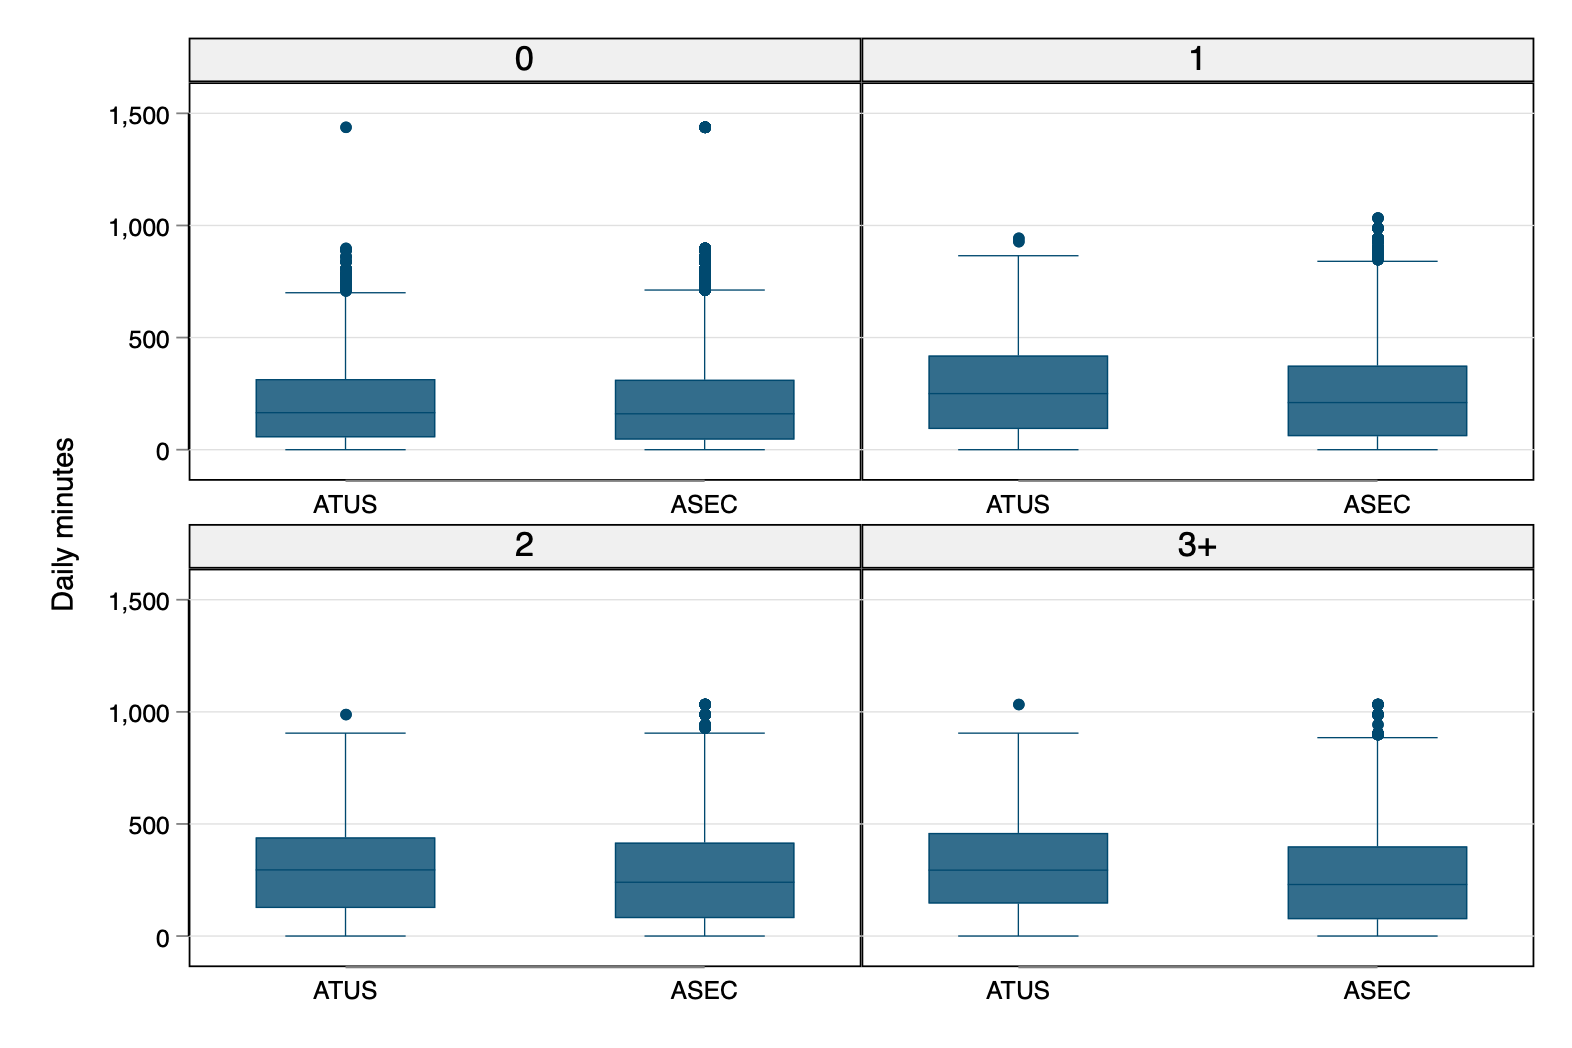 Daily minutes
0
1
1,500
1,000
500
0
ATUS
ASEC
ATUS
ASEC
2
3+
1,500
1,000
500
0
ATUS
ASEC
ATUS
ASEC